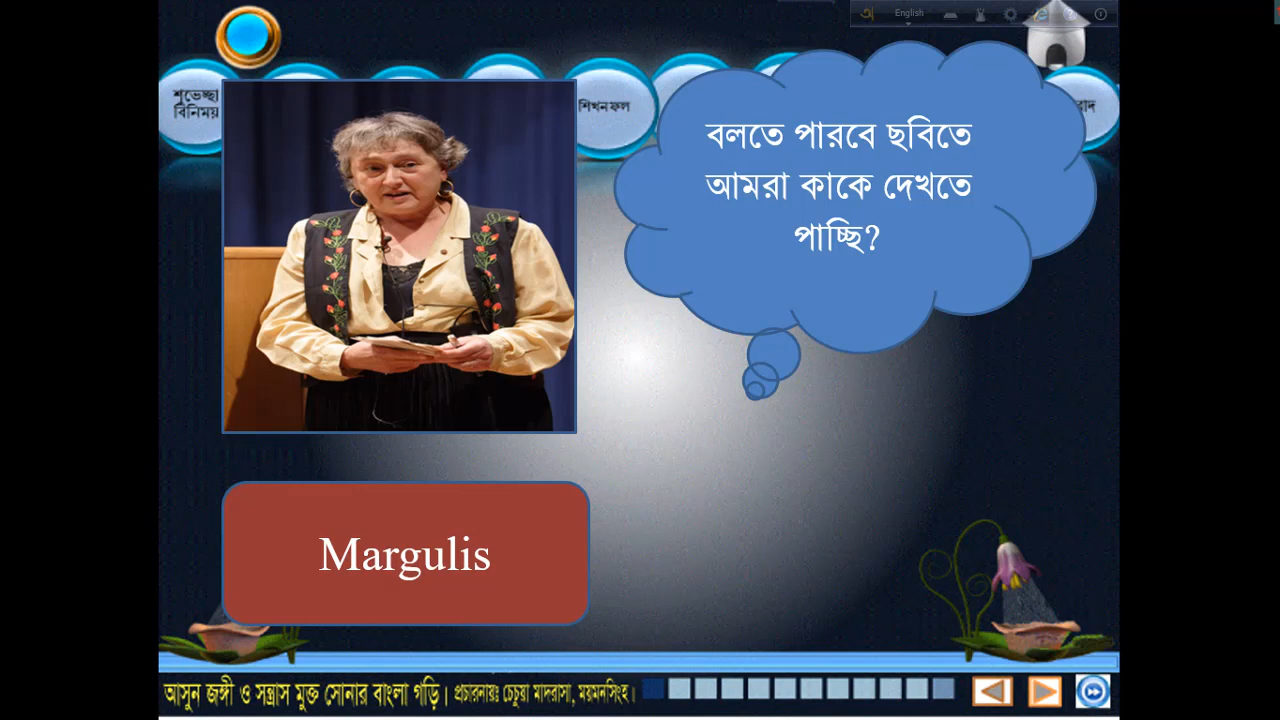 English
শুভেচ্ছা
বিনিময়
শিখনফল
বলতে পারবে ছবিতে
আমরা কাকে দেখতে
পাচ্ছি?
Margulis
আসুন জঙ্গী ও সন্ত্রাস মুক্ত সোনার বাংলা গড়ি। প্রচারনায়ঃ চেচুয়া মাদরাসা, ময়মনসিংহ।